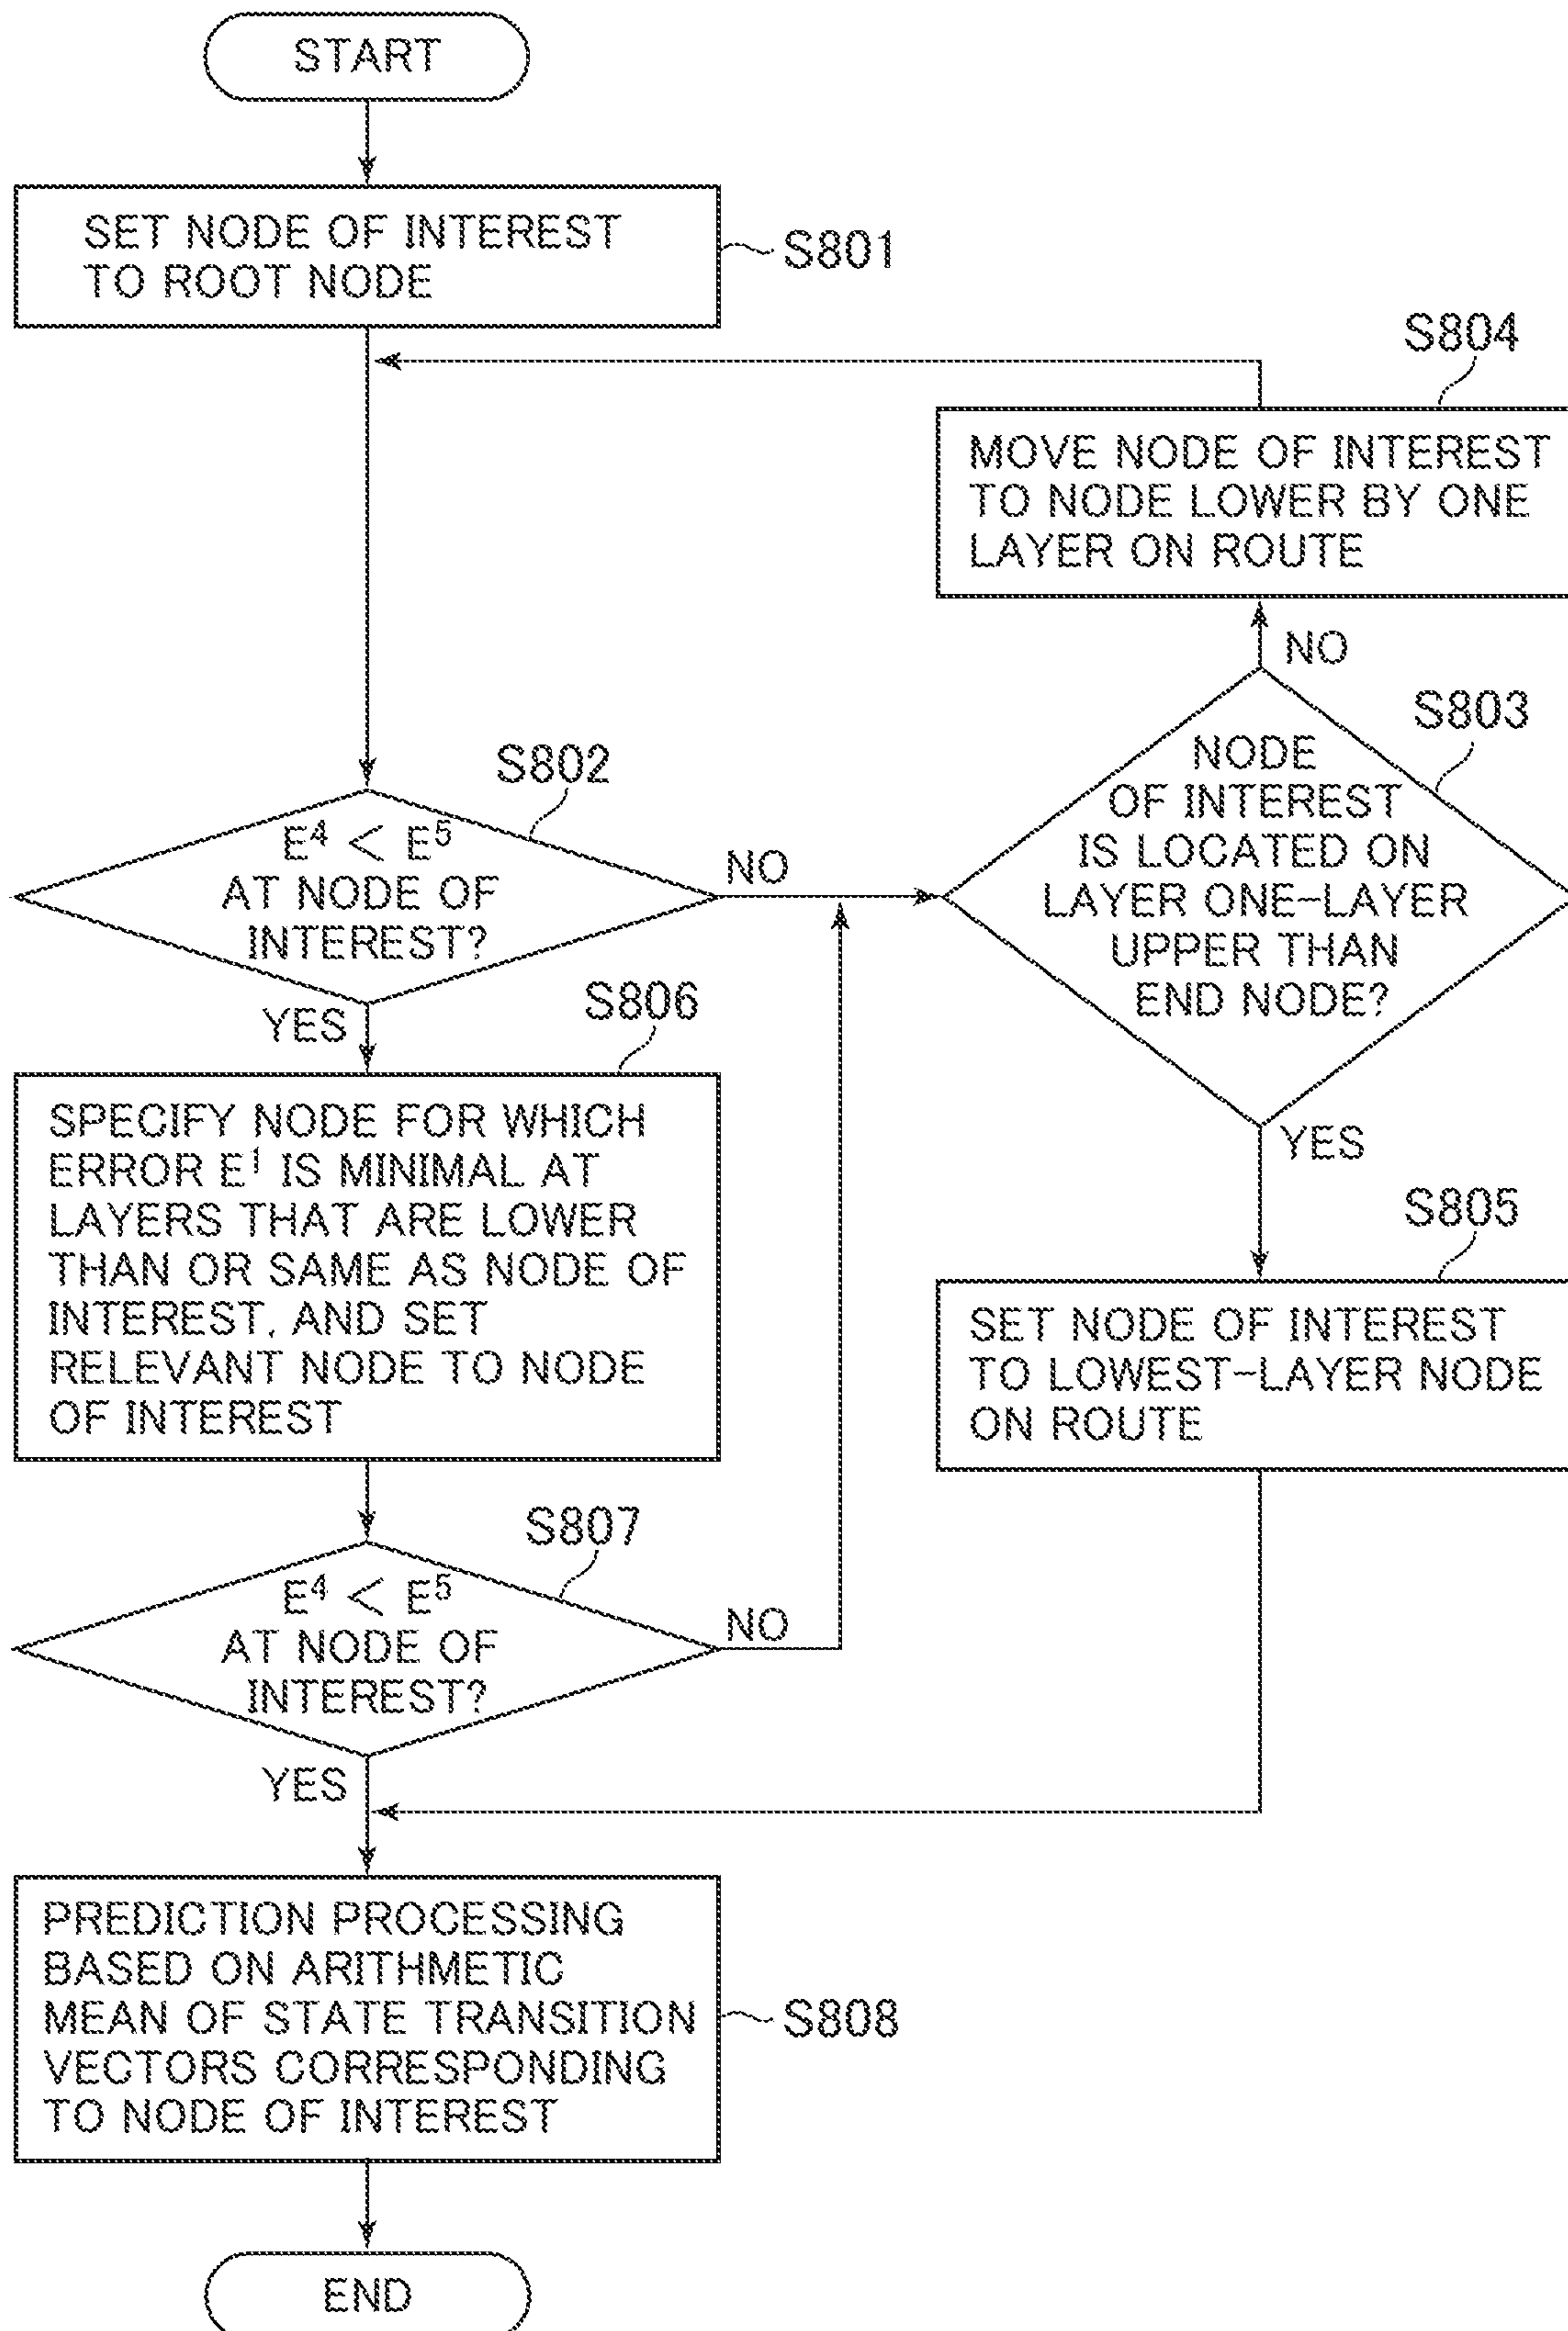 START
SET NODE OF INTEREST
TO ROOT NODE
S801
S804
MOVE NODE OF INTEREST
TO NODE LOWER BY ONE
LAYER ON ROUTE
NO
S803
NODE
OF INTEREST
IS LOCATED ON
LAYER ONE-LAYER
UPPER THAN
END NODE?
S802
E⁴ < E⁵
AT NODE OF
INTEREST?
NO
YES
S806
SPECIFY NODE FOR WHICH
ERROR E¹ IS MINIMAL AT
LAYERS THAT ARE LOWER
THAN OR SAME AS NODE OF
INTEREST, AND SET
RELEVANT NODE TO NODE
OF INTEREST
YES
S805
SET NODE OF INTEREST
TO LOWEST-LAYER NODE
ON ROUTE
S807
E⁴ < E⁵
AT NODE OF
INTEREST?
NO
YES
PREDICTION PROCESSING
BASED ON ARITHMETIC
MEAN OF STATE TRANSITION
VECTORS CORRESPONDING
TO NODE OF INTEREST
S808
END